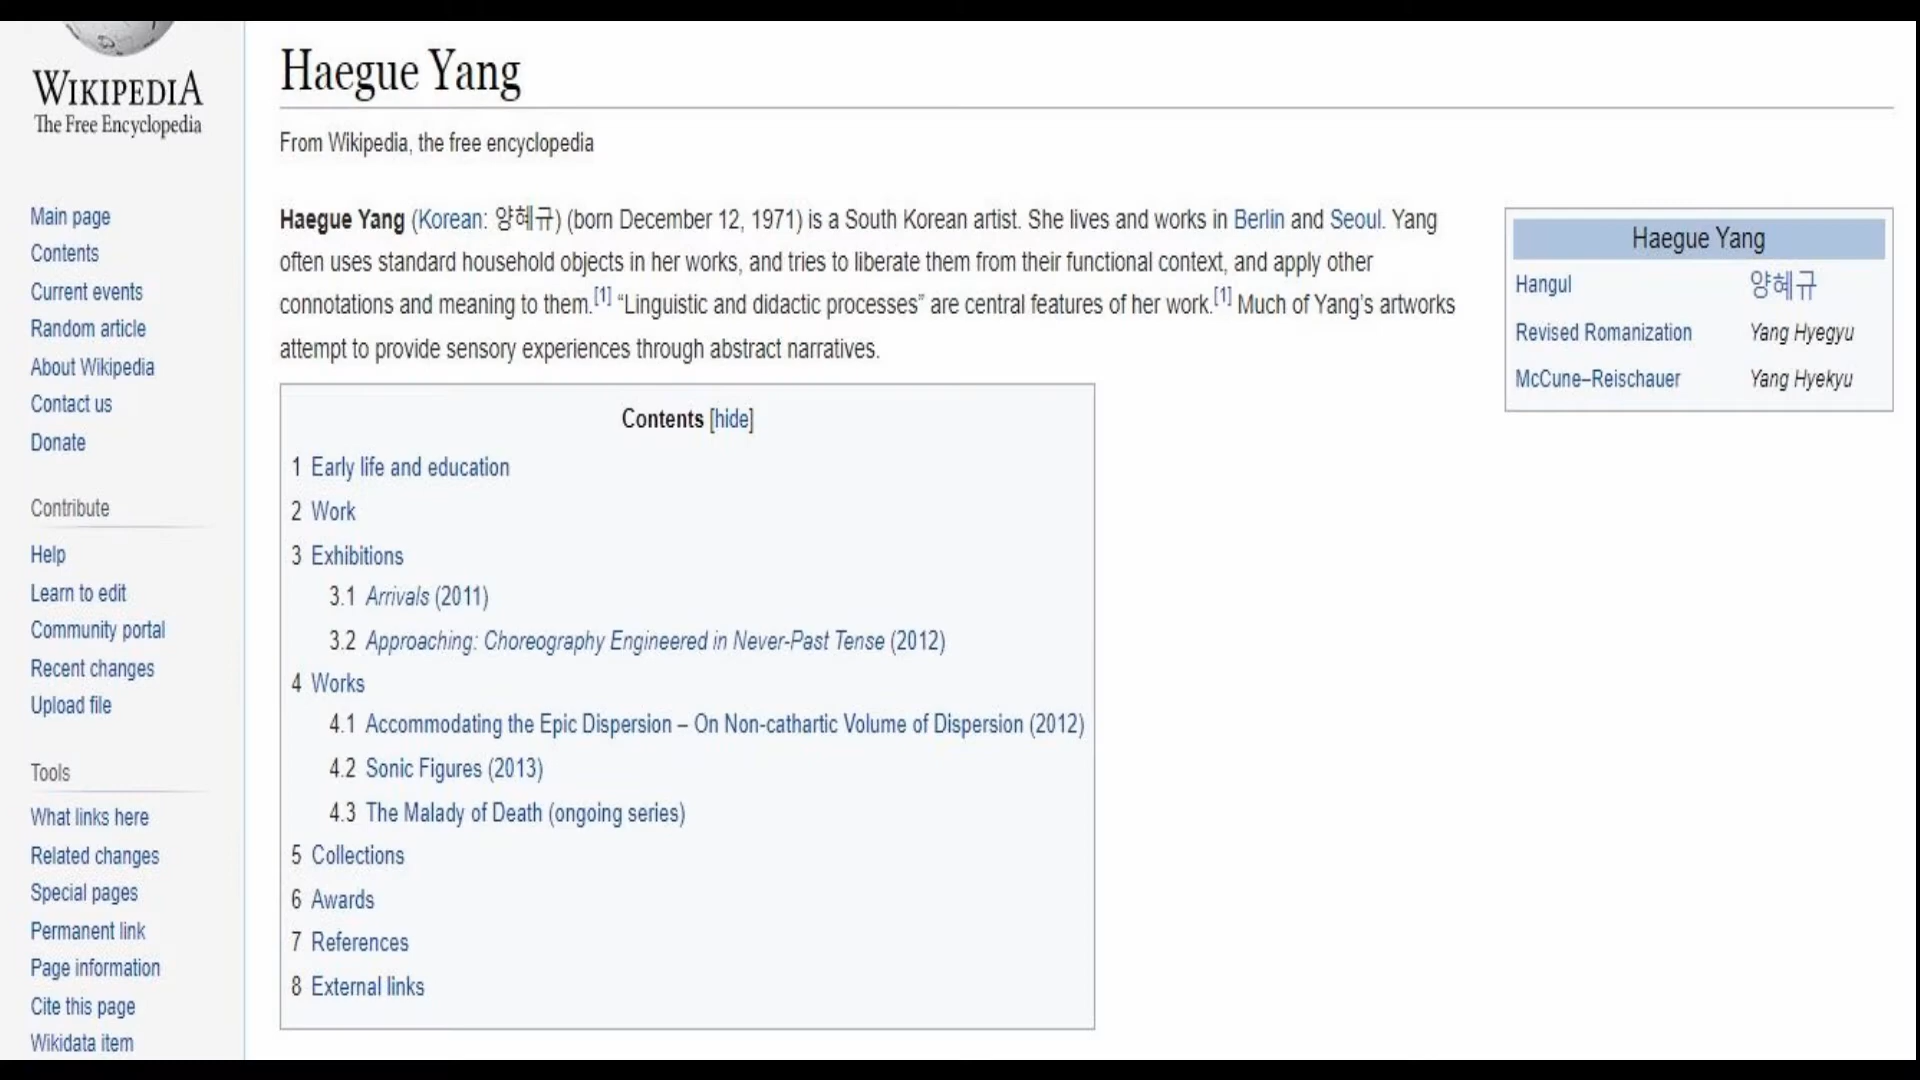 WIKIPEDIA
The Free Encyclopedia
Main page
Contents
Current events
Random article
About Wikipedia
Contact us
Donate
Contribute
Help
Learn to edit
Community portal
Recent changes
Upload file
Tools
What links here
Related changes
Special pages
Permanent link
Page information
Cite this page
Wikidata item
Haegue Yang
From Wikipedia, the free encyclopedia
Haegue Yang (Korean: 양혜규) (born December 12, 1971) is a South Korean artist. She lives and works in Berlin and Seoul. Yang
often uses standard household objects in her works, and tries to liberate them from their functional context, and apply other
connotations and meaning to them.[1] “Linguistic and didactic processes” are central features of her work.[1] Much of Yang’s artworks
attempt to provide sensory experiences through abstract narratives.
Contents [hide]
1 Early life and education
2 Work
3 Exhibitions
3.1 Arrivals (2011)
3.2 Approaching: Choreography Engineered in Never-Past Tense (2012)
4 Works
4.1 Accommodating the Epic Dispersion – On Non-cathartic Volume of Dispersion (2012)
4.2 Sonic Figures (2013)
4.3 The Malady of Death (ongoing series)
5 Collections
6 Awards
7 References
8 External links
Haegue Yang
Hangul 양혜규
Revised Romanization Yang Hyegyu
McCune–Reischauer Yang Hyekyu